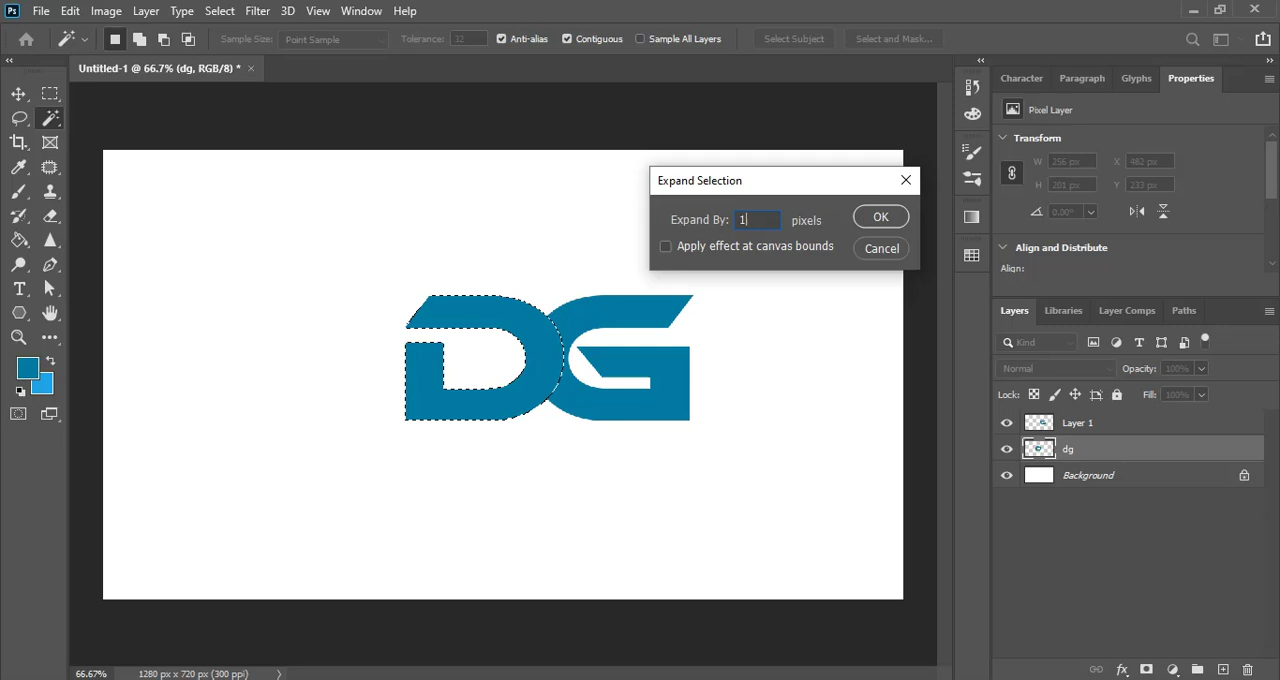 Ps File Edit Image Layer Type Select Filter 3D View Window Help
Sample Size: Point Sample Tolerance: 32 Anti-alias Contiguous Sample All Layers Select Subject Select and Mask...
Untitled-1 @ 66.7% (dg, RGB/8) * ×
Character Paragraph Glyphs Properties
Pixel Layer
Transform
W 256 px X 482 px
H 201 px Y 233 px
0.00°
Align and Distribute
Align:
Expand Selection
Expand By: 1 pixels OK
Apply effect at canvas bounds Cancel
DG
Layers Libraries Layer Comps Paths
Kind
Normal Opacity: 100%
Lock: Fill: 100%
Layer 1
dg
Background
66.67% 1280 px x 720 px (300 ppi)